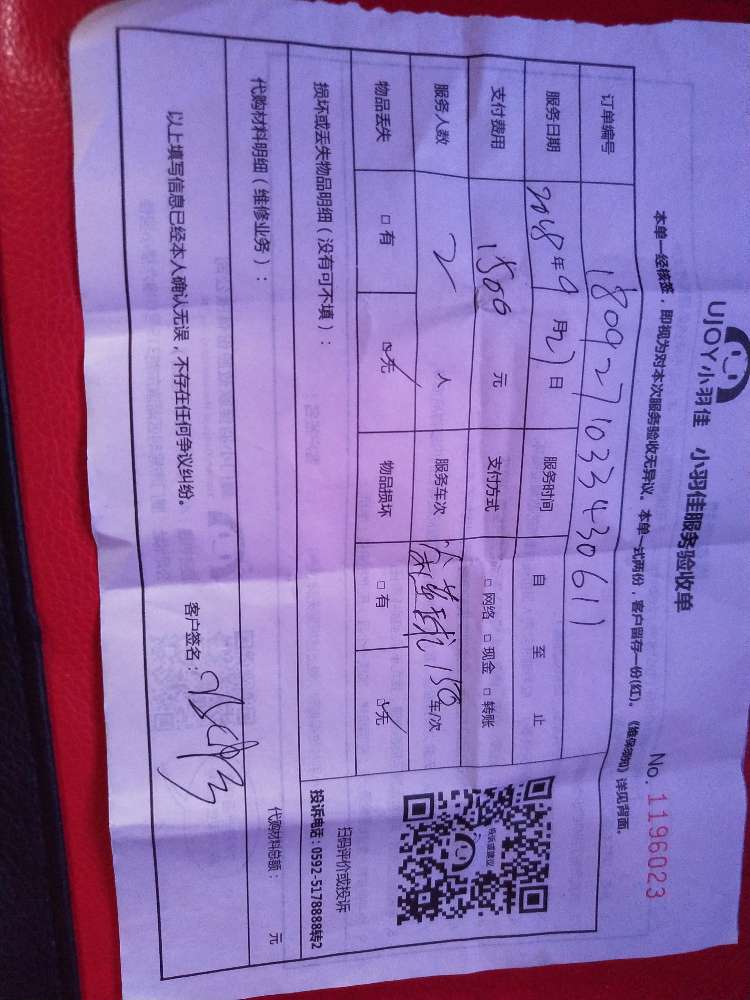 UJOY小羽佳 小羽佳服务验收单
No. 1196023
本单一经核签，即视为对本次服务验收无异议。本单一式两份，客户留存一份(红)。《维保须知》详见背面。
订单编号 180927103343061
服务日期 2018年9月27日 服务时间 自 至 止
支付费用 1500 元 支付方式 □网络 □现金 □转账
服务人数 2 人 服务车次 150 车/次
物品丢失 □有 □无 物品损坏 □有 □无
损坏或丢失物品明细（没有可不填）：
扫码评价或投诉
投诉电话：0592-5178888转2
代购材料明细（维修业务）：
代购材料总额： 元
以上填写信息已经本人确认无误，不存在任何争议纠纷。
客户签名：